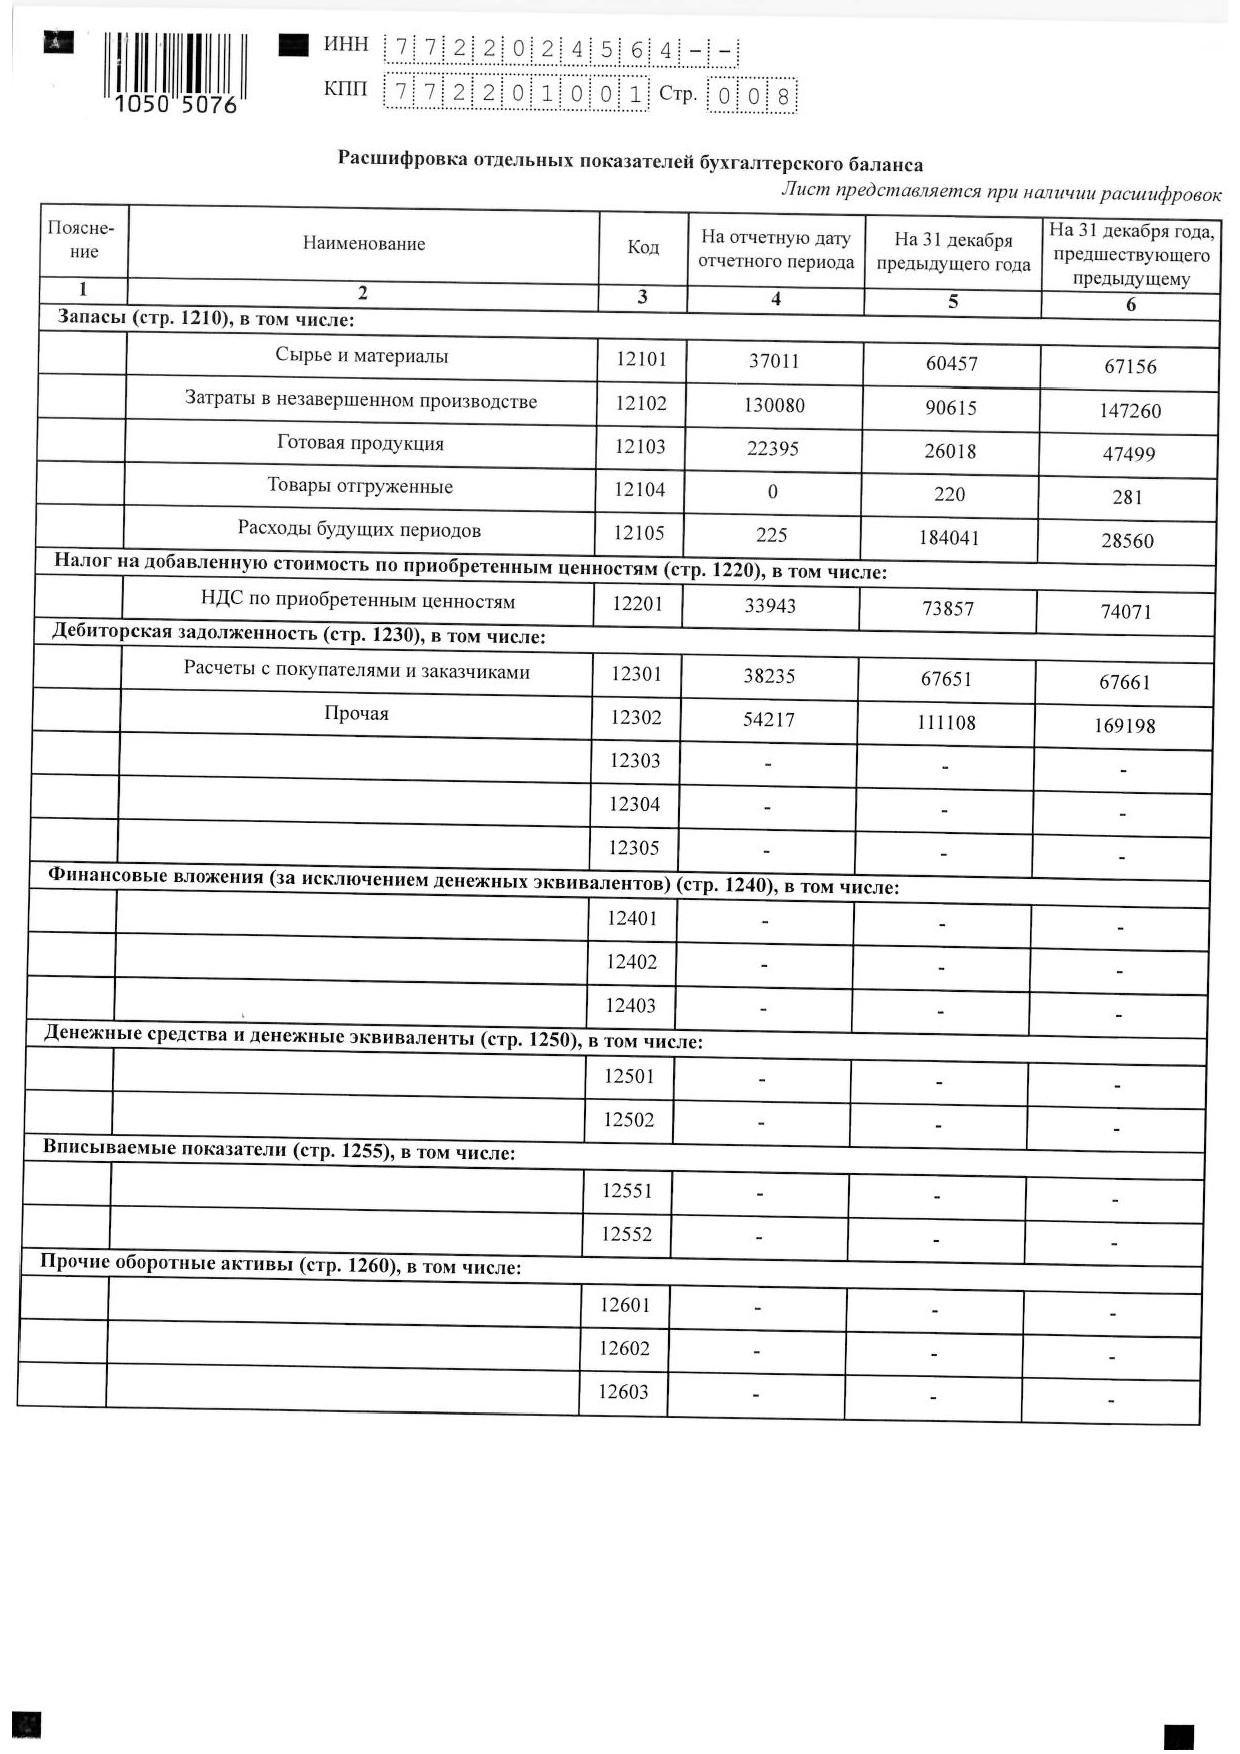 ИНН 7722024564--
1050 5076
КПП 772201001 Стр. 008
Расшифровка отдельных показателей бухгалтерского баланса
Лист представляется при наличии расшифровок
Поясне-ние Наименование Код На отчетную дату отчетного периода На 31 декабря предыдущего года На 31 декабря года, предшествующего предыдущему
1 2 3 4 5 6
Запасы (стр. 1210), в том числе:
Сырье и материалы 12101 37011 60457 67156
Затраты в незавершенном производстве 12102 130080 90615 147260
Готовая продукция 12103 22395 26018 47499
Товары отгруженные 12104 0 220 281
Расходы будущих периодов 12105 225 184041 28560
Налог на добавленную стоимость по приобретенным ценностям (стр. 1220), в том числе:
НДС по приобретенным ценностям 12201 33943 73857 74071
Дебиторская задолженность (стр. 1230), в том числе:
Расчеты с покупателями и заказчиками 12301 38235 67651 67661
Прочая 12302 54217 111108 169198
12303 - - -
12304 - - -
12305 - - -
Финансовые вложения (за исключением денежных эквивалентов) (стр. 1240), в том числе:
12401 - - -
12402 - - -
12403 - - -
Денежные средства и денежные эквиваленты (стр. 1250), в том числе:
12501 - - -
12502 - - -
Вписываемые показатели (стр. 1255), в том числе:
12551 - - -
12552 - - -
Прочие оборотные активы (стр. 1260), в том числе:
12601 - - -
12602 - - -
12603 - - -